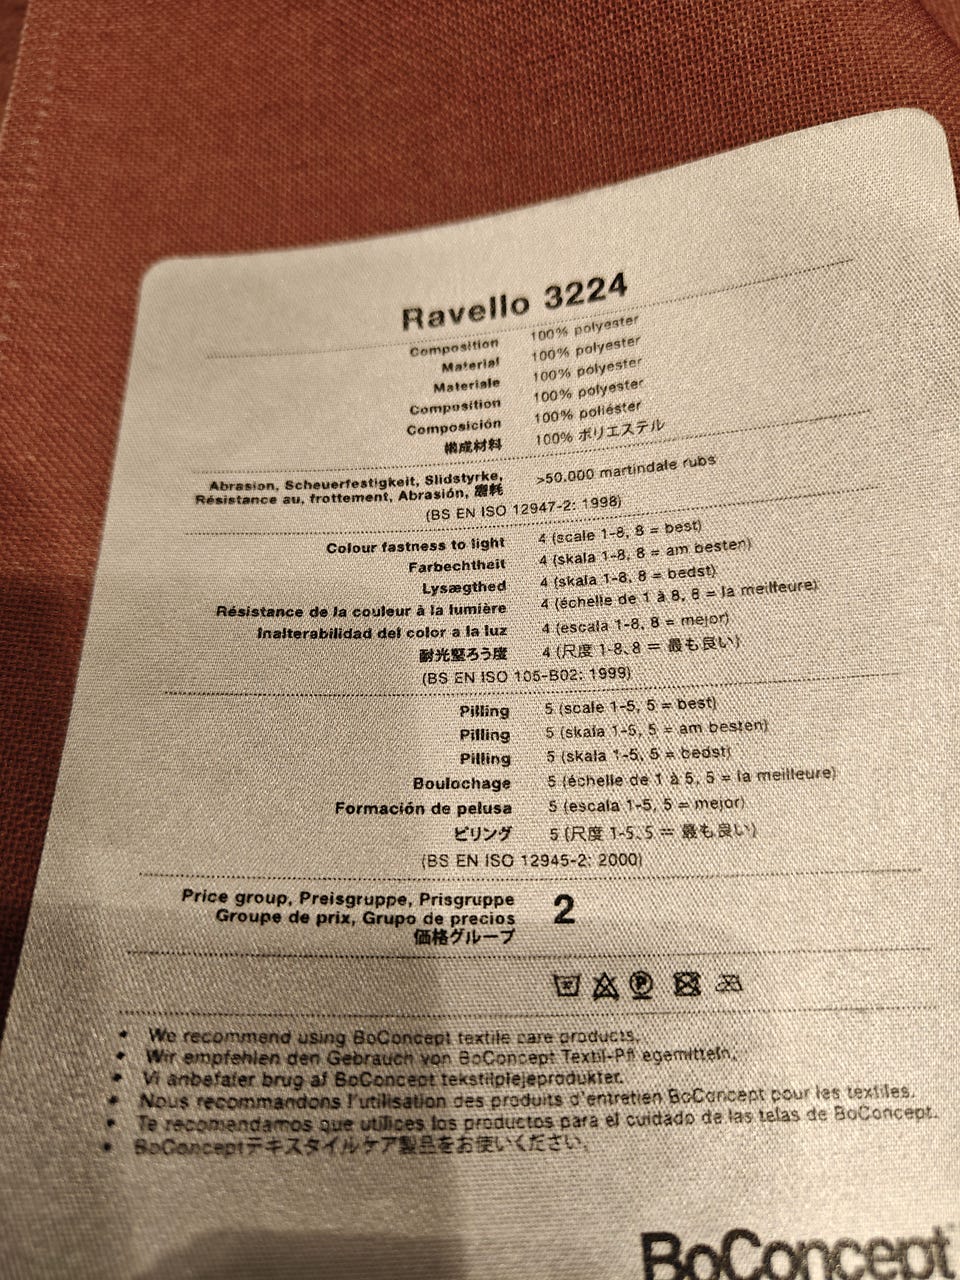 Ravello 3224
Composition 100% polyester
Material 100% polyester
Materiale 100% polyester
Composition 100% polyester
Composición 100% poliéster
構成材料 100% ポリエステル
Abrasion, Scheuerfestigkeit, Slidstyrke,
Résistance au, frottement, Abrasión, 磨耗 >50.000 martindale rubs
(BS EN ISO 12947-2: 1998)
Colour fastness to light 4 (scale 1-8, 8 = best)
Farbechtheit 4 (skala 1-8, 8 = am besten)
Lysægthed 4 (skala 1-8, 8 = bedst)
Résistance de la couleur à la lumière 4 (échelle de 1 à 8, 8 = la meilleure)
Inalterabilidad del color a la luz 4 (escala 1-8, 8 = mejor)
耐光堅ろう度 4 (尺度 1-8、8 = 最も良い)
(BS EN ISO 105-B02: 1999)
Pilling 5 (scale 1-5, 5 = best)
Pilling 5 (skala 1-5, 5 = am besten)
Pilling 5 (skala 1-5, 5 = bedst)
Boulochage 5 (échelle de 1 à 5, 5 = la meilleure)
Formación de pelusa 5 (escala 1-5, 5 = mejor)
ピリング 5 (尺度 1-5、5 = 最も良い)
(BS EN ISO 12945-2: 2000)
Price group, Preisgruppe, Prisgruppe
Groupe de prix, Grupo de precios 2
価格グループ
P
• We recommend using BoConcept textile care products.
• Wir empfehlen den Gebrauch von BoConcept Textil-Pfl egemitteln.
• Vi anbefaler brug af BoConcept tekstilplejeprodukter.
• Nous recommandons l'utilisation des produits d'entretien BoConcept pour les textiles.
• Te recomendamos que utilices los productos para el cuidado de las telas de BoConcept.
• BoConceptテキスタイルケア製品をお使いください。
BoConcept